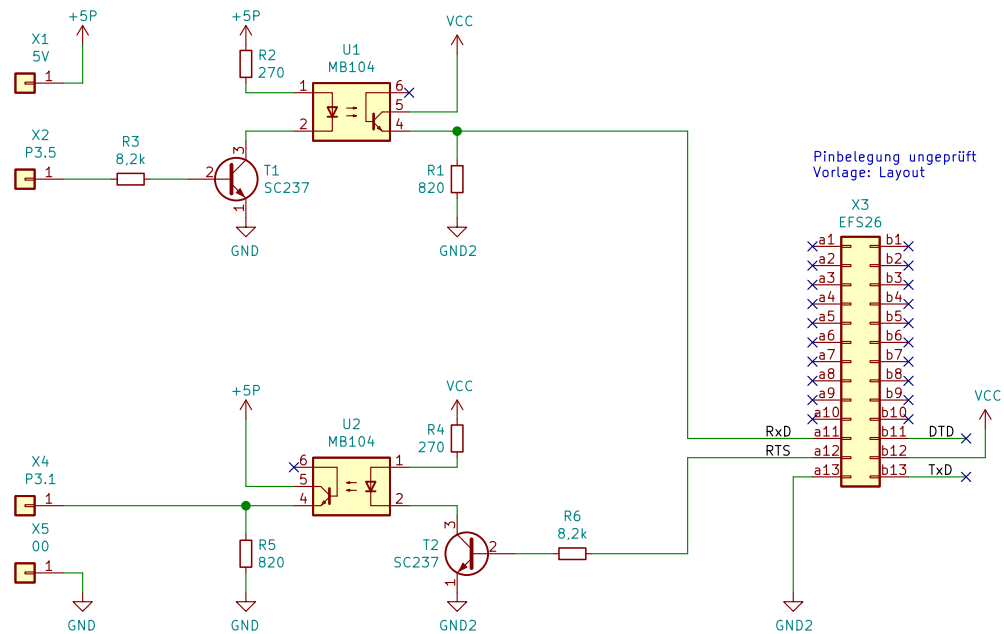 +5P
X1
5V
1
+5P
R2
270
U1
MB104
1
2
6
5
4
VCC
X2
P3.5
1
R3
8,2k
2
3
1
T1
SC237
GND
R1
820
GND2
Pinbelegung ungeprüft
Vorlage: Layout
X3
EFS26
a1 b1
a2 b2
a3 b3
a4 b4
a5 b5
a6 b6
a7 b7
a8 b8
a9 b9
a10 b10
RxD a11 b11 DTD
RTS a12 b12
a13 b13 TxD
VCC
GND2
+5P
U2
MB104
6
5
4
1
2
VCC
R4
270
X4
P3.1
1
X5
00
1
GND
R5
820
GND
T2
SC237
3
2
1
GND2
R6
8,2k